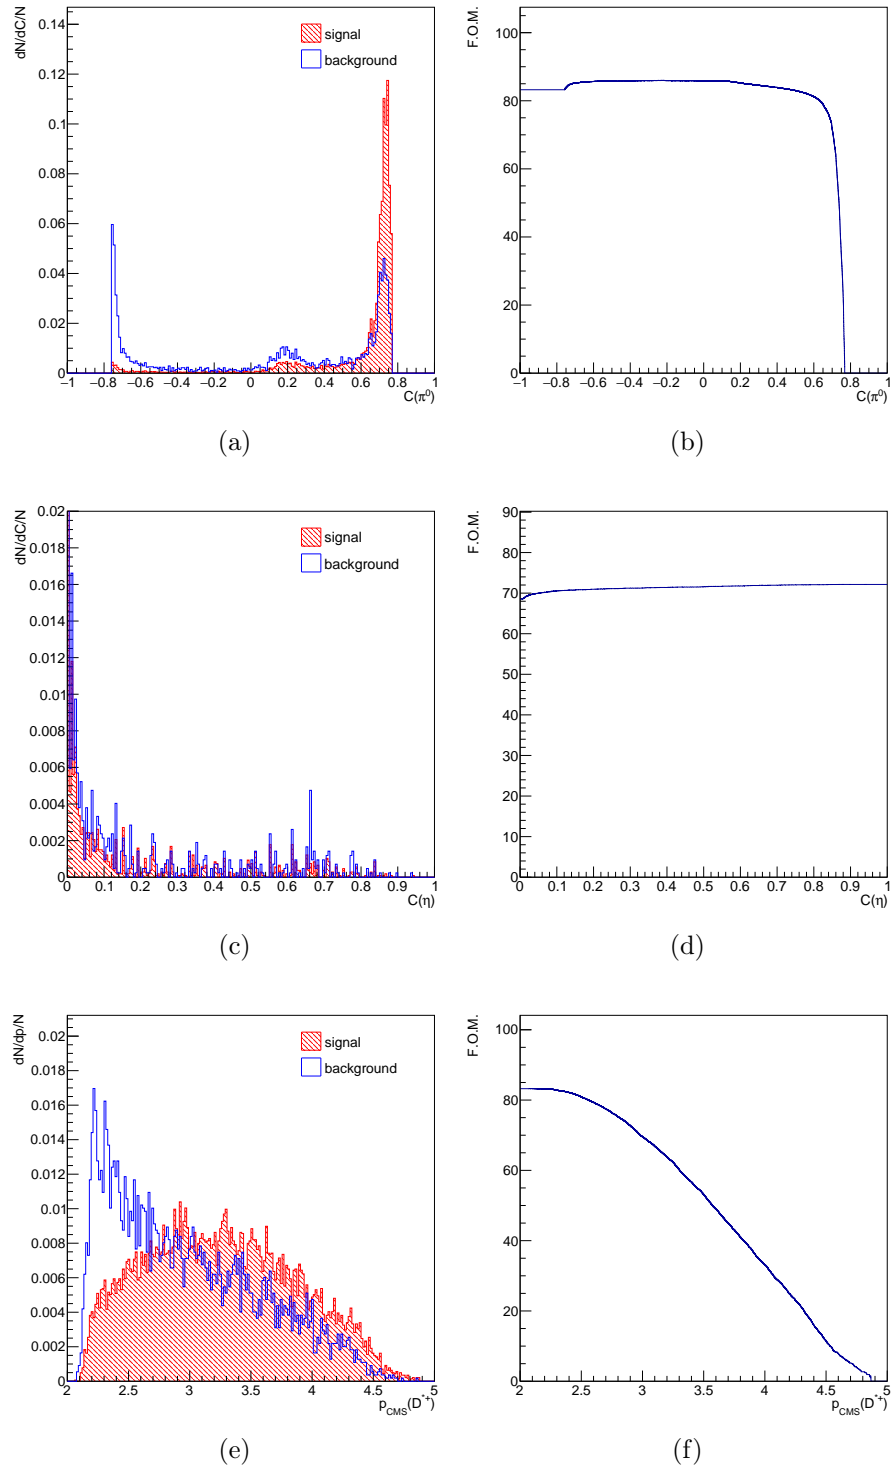 dN/dC/N
0.14
0.12
0.1
0.08
0.06
0.04
0.02
0
signal
background
−1 −0.8 −0.6 −0.4 −0.2 0 0.2 0.4 0.6 0.8 1
C(π⁰)
(a)
F.O.M.
100
80
60
40
20
0
−1 −0.8 −0.6 −0.4 −0.2 0 0.2 0.4 0.6 0.8 1
C(π⁰)
(b)
dN/dC/N
0.02
0.018
0.016
0.014
0.012
0.01
0.008
0.006
0.004
0.002
0
signal
background
0 0.1 0.2 0.3 0.4 0.5 0.6 0.7 0.8 0.9 1
C(η)
(c)
F.O.M.
90
80
70
60
50
40
30
20
10
0
0 0.1 0.2 0.3 0.4 0.5 0.6 0.7 0.8 0.9 1
C(η)
(d)
dN/dp/N
0.02
0.018
0.016
0.014
0.012
0.01
0.008
0.006
0.004
0.002
0
signal
background
2 2.5 3 3.5 4 4.5 5
p_CMS(D*+)
(e)
F.O.M.
100
80
60
40
20
0
2 2.5 3 3.5 4 4.5 5
p_CMS(D*+)
(f)